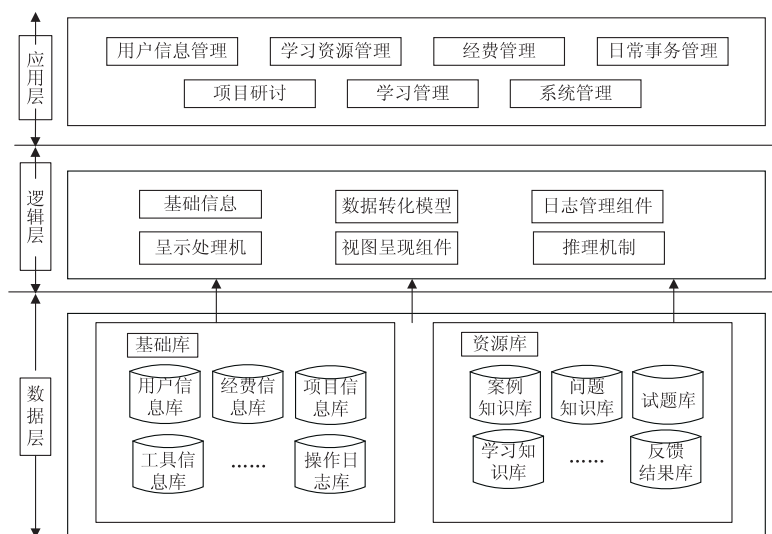 应用层
用户信息管理
学习资源管理
经费管理
日常事务管理
项目研讨
学习管理
系统管理
逻辑层
基础信息
数据转化模型
日志管理组件
呈示处理机
视图呈现组件
推理机制
数据层
基础库
用户信
息库
经费信
息库
项目信
息库
工具信
息库
……
操作日
志库
资源库
案例
知识库
问题
知识库
试题库
学习知
识库
……
反馈
结果库